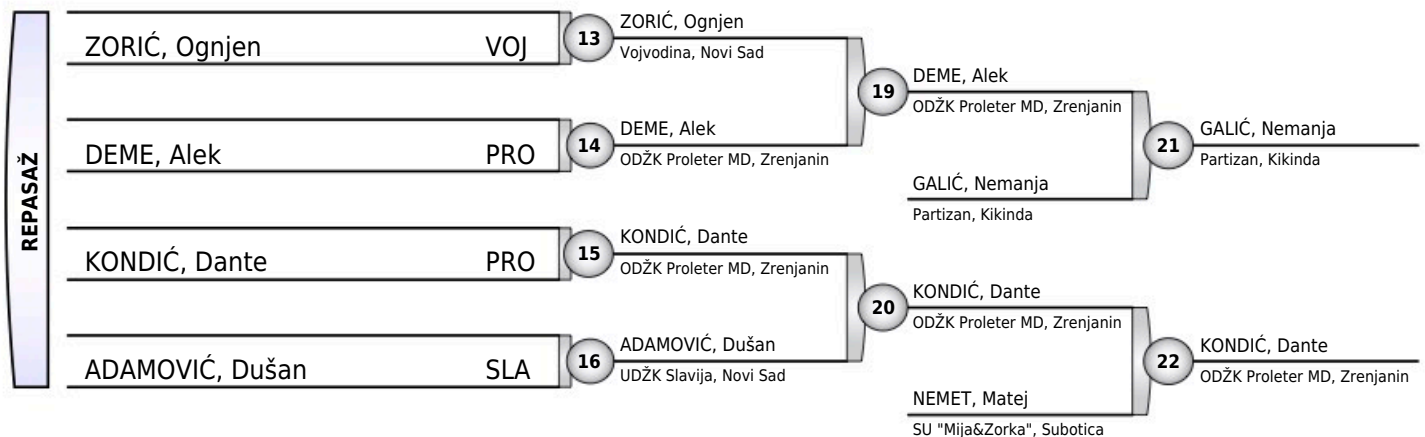 REPASAŽ
ZORIĆ, Ognjen VOJ
13
ZORIĆ, Ognjen
Vojvodina, Novi Sad
DEME, Alek PRO
14
DEME, Alek
ODŽK Proleter MD, Zrenjanin
19
DEME, Alek
ODŽK Proleter MD, Zrenjanin
GALIĆ, Nemanja
Partizan, Kikinda
21
GALIĆ, Nemanja
Partizan, Kikinda
KONDIĆ, Dante PRO
15
KONDIĆ, Dante
ODŽK Proleter MD, Zrenjanin
ADAMOVIĆ, Dušan SLA
16
ADAMOVIĆ, Dušan
UDŽK Slavija, Novi Sad
20
KONDIĆ, Dante
ODŽK Proleter MD, Zrenjanin
NEMET, Matej
SU "Mija&Zorka", Subotica
22
KONDIĆ, Dante
ODŽK Proleter MD, Zrenjanin